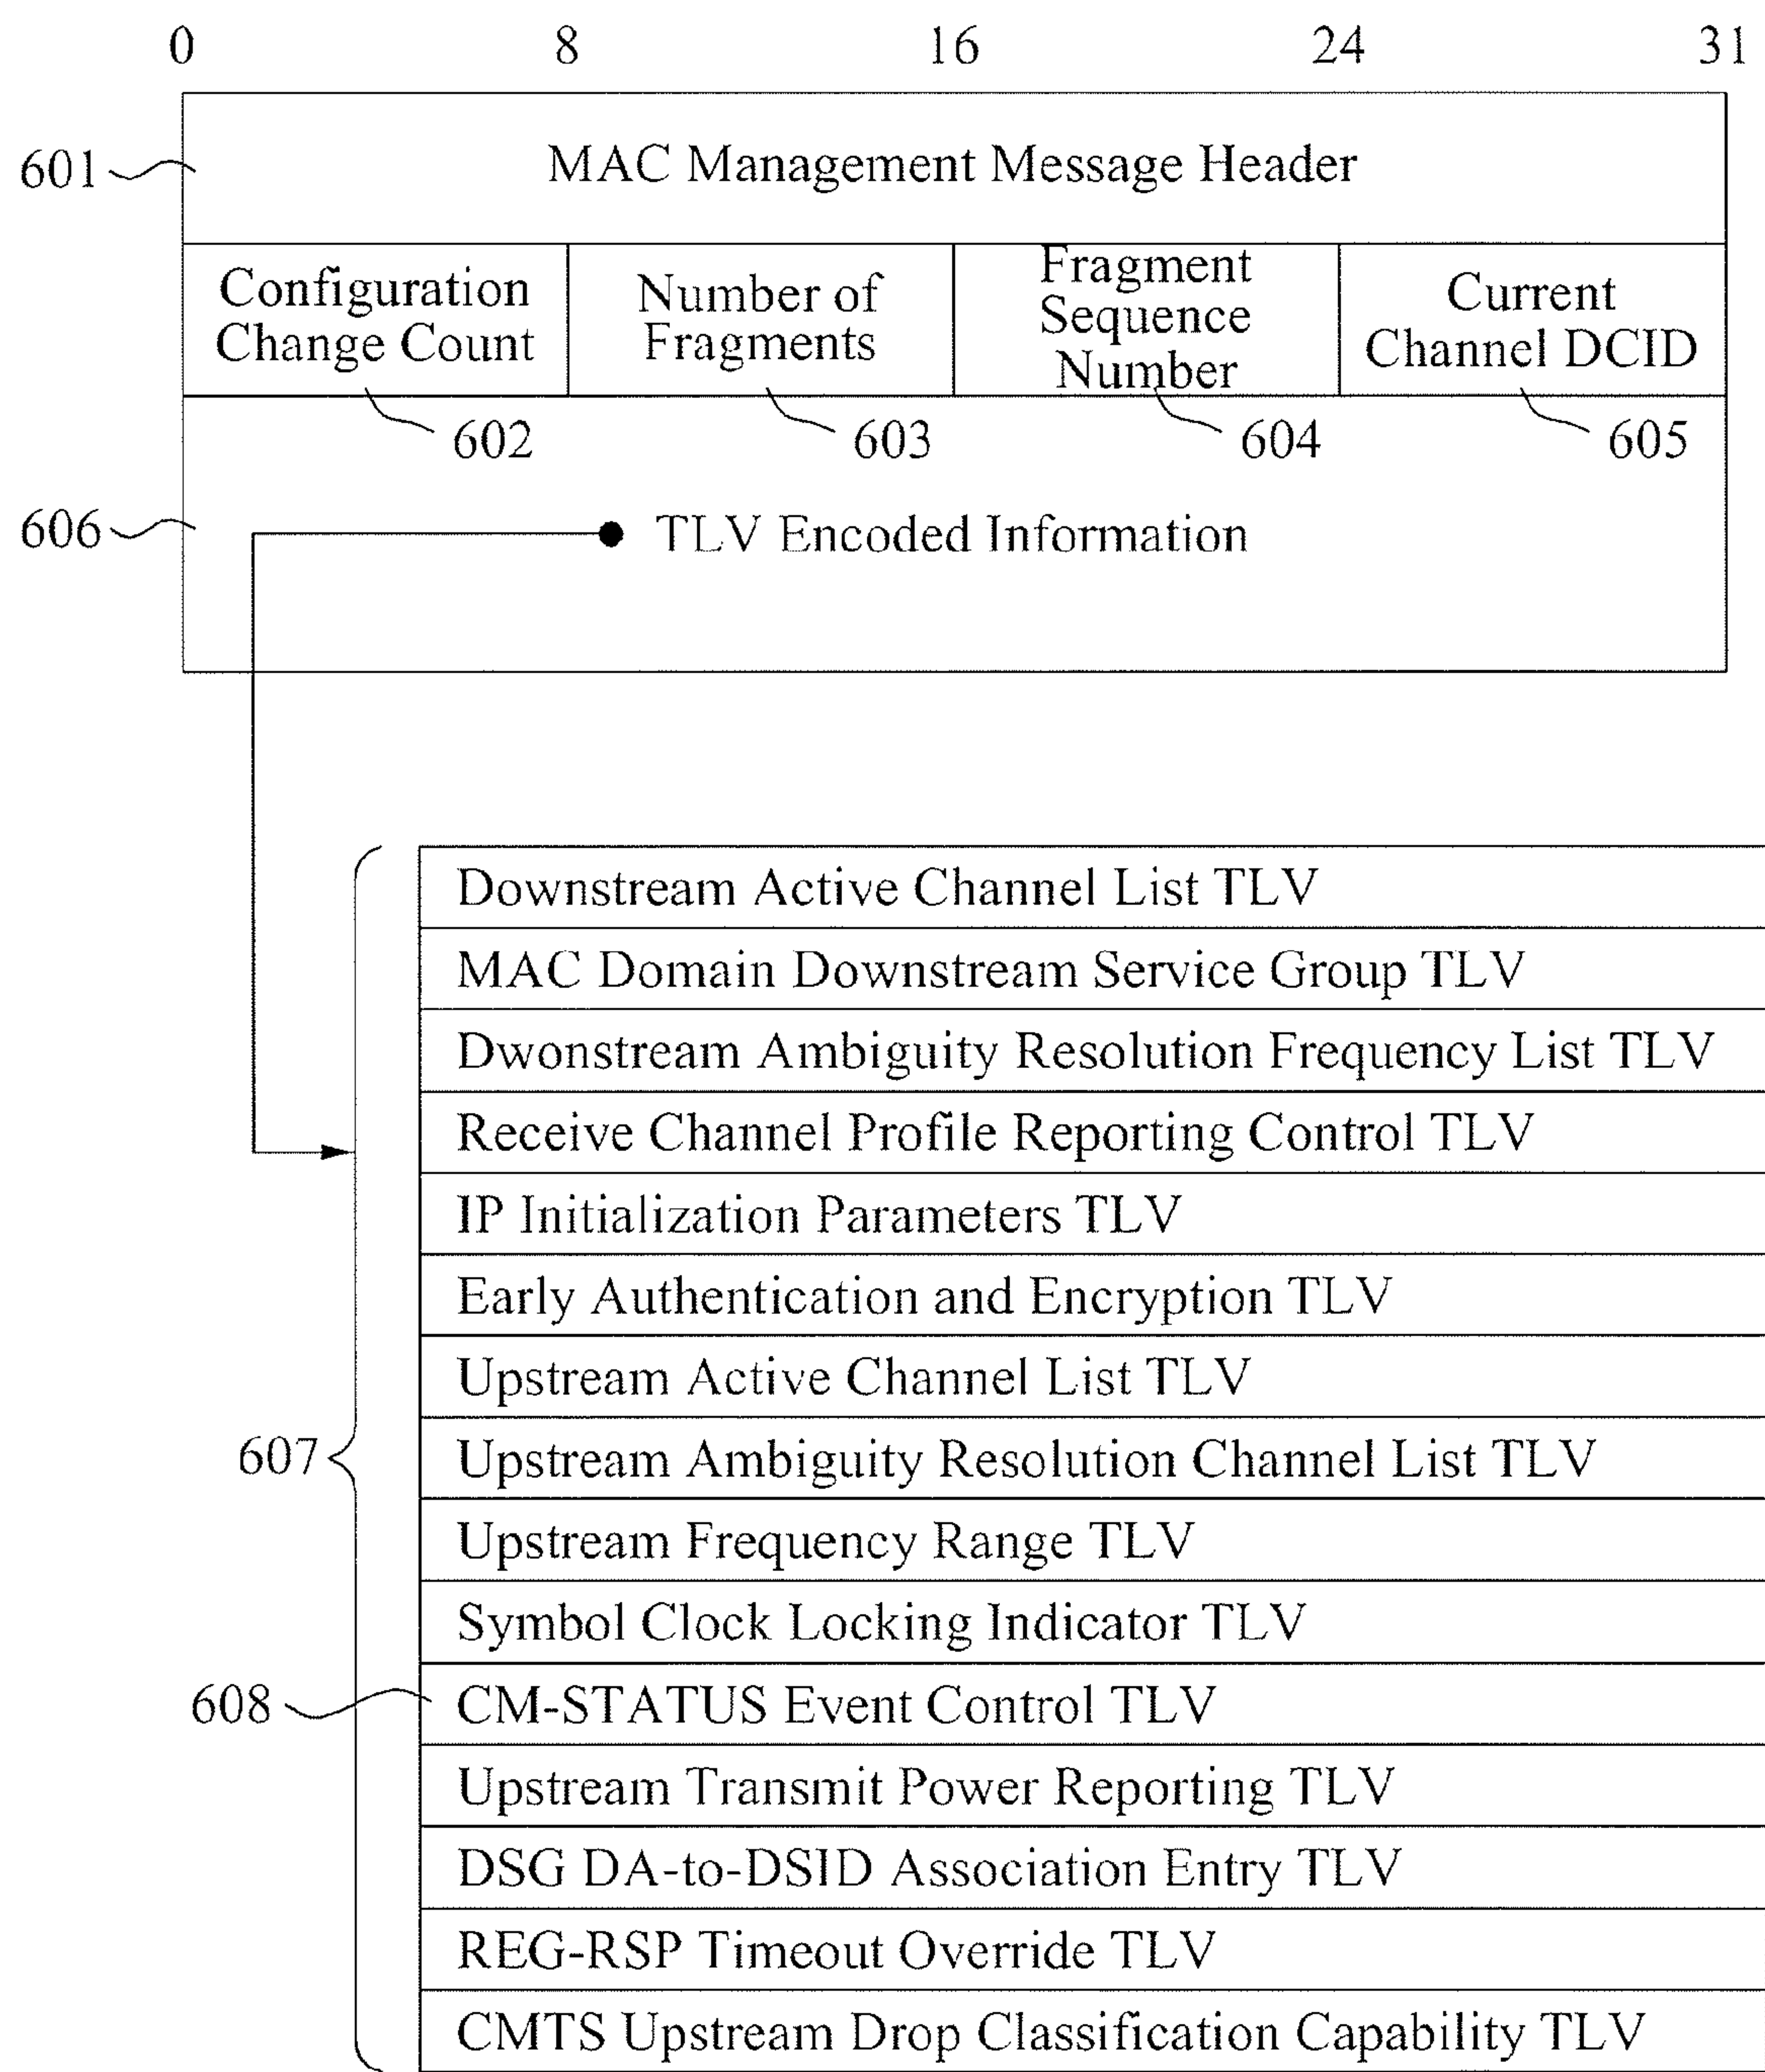 0 8 16 24 31
601 MAC Management Message Header
Configuration
Change Count
Number of
Fragments
Fragment
Sequence
Number
Current
Channel DCID
602 603 604 605
606 TLV Encoded Information
Downstream Active Channel List TLV
MAC Domain Downstream Service Group TLV
Dwonstream Ambiguity Resolution Frequency List TLV
Receive Channel Profile Reporting Control TLV
IP Initialization Parameters TLV
Early Authentication and Encryption TLV
Upstream Active Channel List TLV
607 Upstream Ambiguity Resolution Channel List TLV
Upstream Frequency Range TLV
Symbol Clock Locking Indicator TLV
608 CM-STATUS Event Control TLV
Upstream Transmit Power Reporting TLV
DSG DA-to-DSID Association Entry TLV
REG-RSP Timeout Override TLV
CMTS Upstream Drop Classification Capability TLV